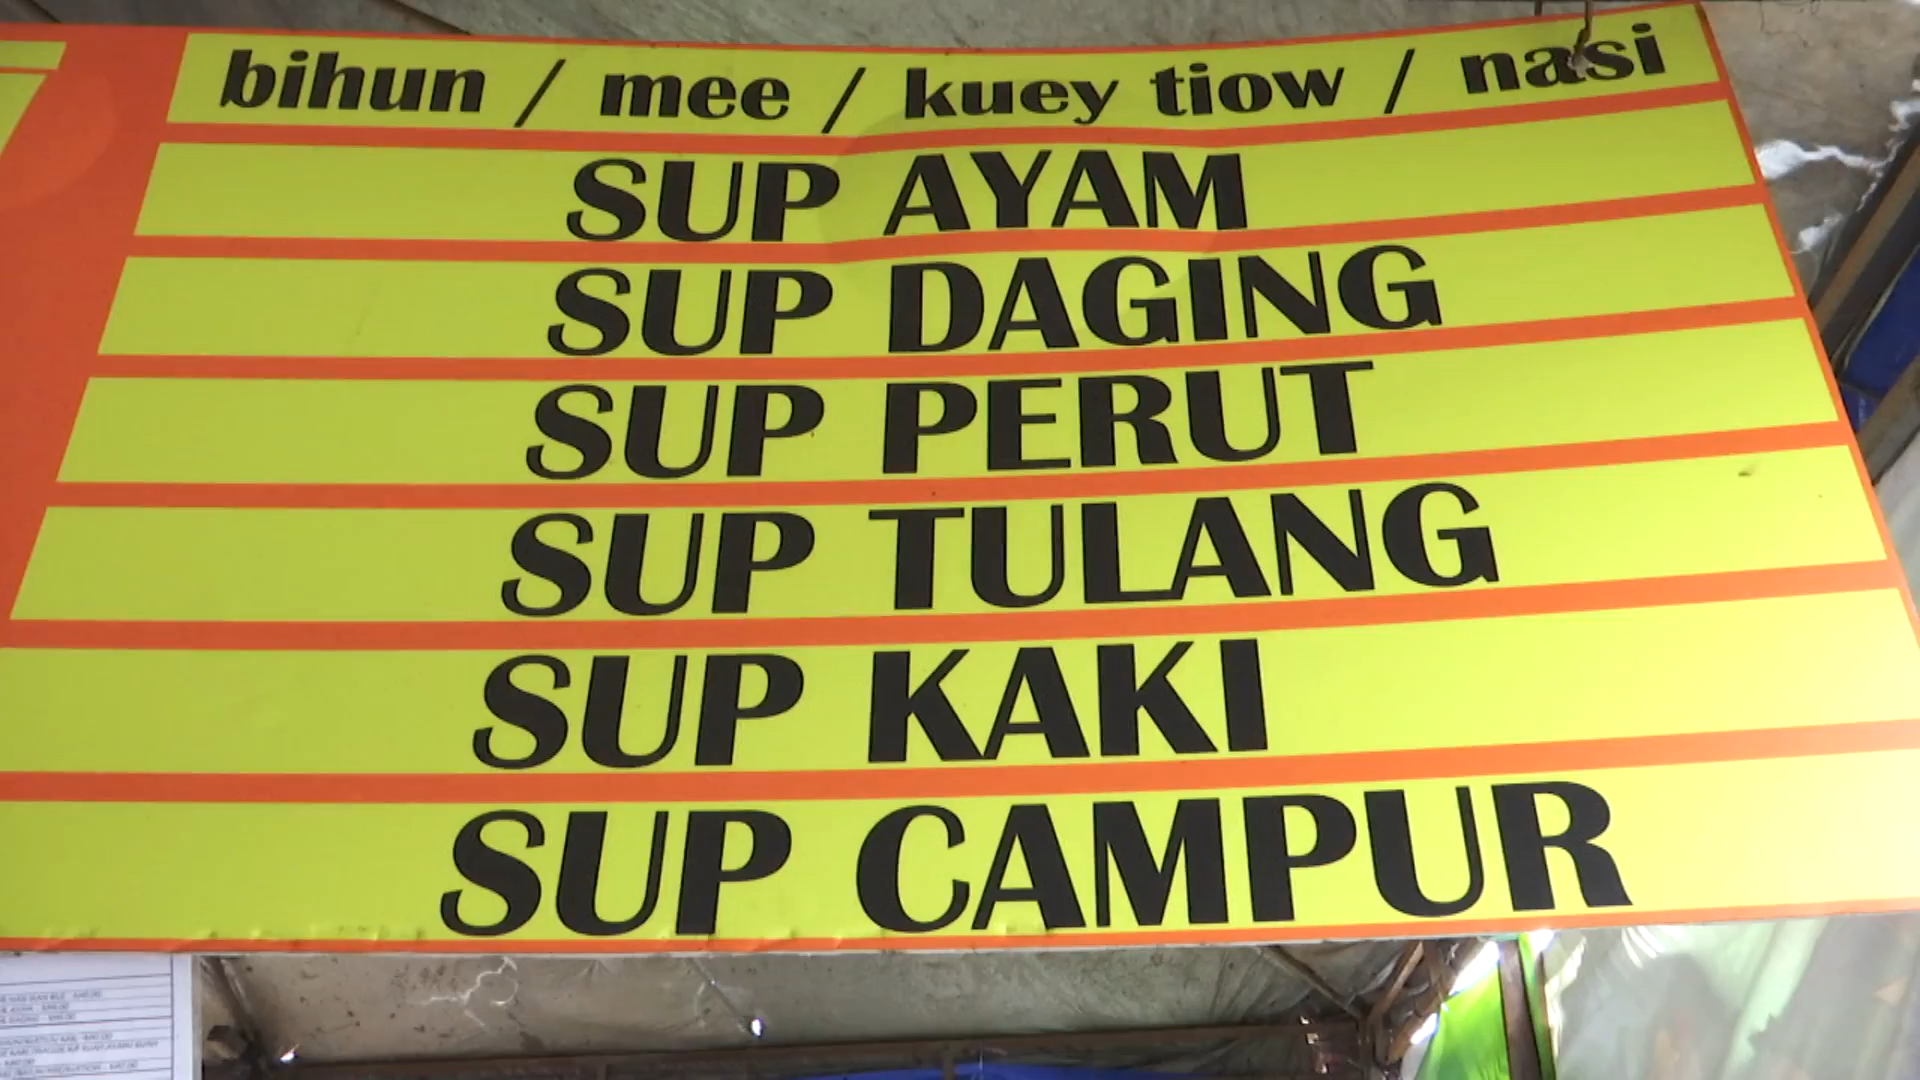 bihun / mee / kuey tiow / nasi
SUP AYAM
SUP DAGING
SUP PERUT
SUP TULANG
SUP KAKI
SUP CAMPUR